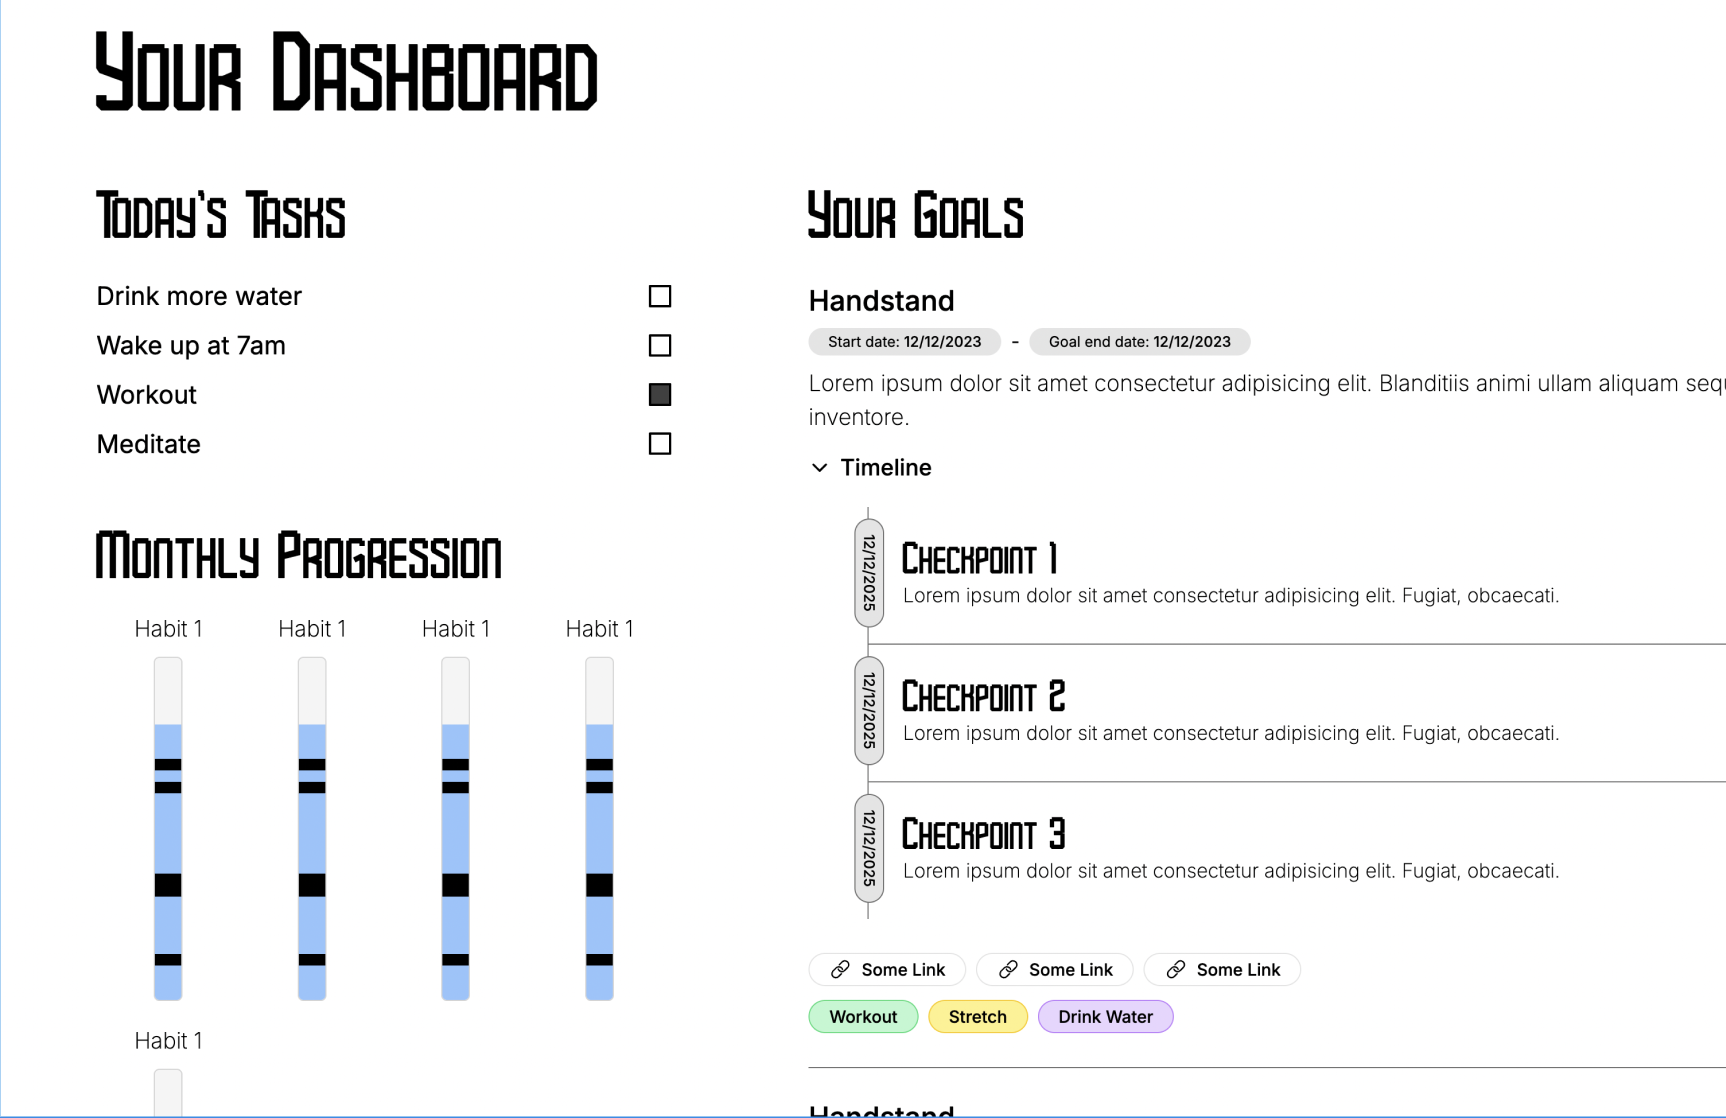 Your Dashboard
Today's Tasks
Drink more water
Wake up at 7am
Workout
Meditate
Monthly Progression
Habit 1
Habit 1
Habit 1
Habit 1
Habit 1
Your Goals
Handstand
Start date: 12/12/2023 - Goal end date: 12/12/2023
Lorem ipsum dolor sit amet consectetur adipisicing elit. Blanditiis animi ullam aliquam
inventore.
Timeline
12/12/2025
Checkpoint 1
Lorem ipsum dolor sit amet consectetur adipisicing elit. Fugiat, obcaecati.
12/12/2025
Checkpoint 2
Lorem ipsum dolor sit amet consectetur adipisicing elit. Fugiat, obcaecati.
12/12/2025
Checkpoint 3
Lorem ipsum dolor sit amet consectetur adipisicing elit. Fugiat, obcaecati.
Some Link Some Link Some Link
Workout Stretch Drink Water
Handstand